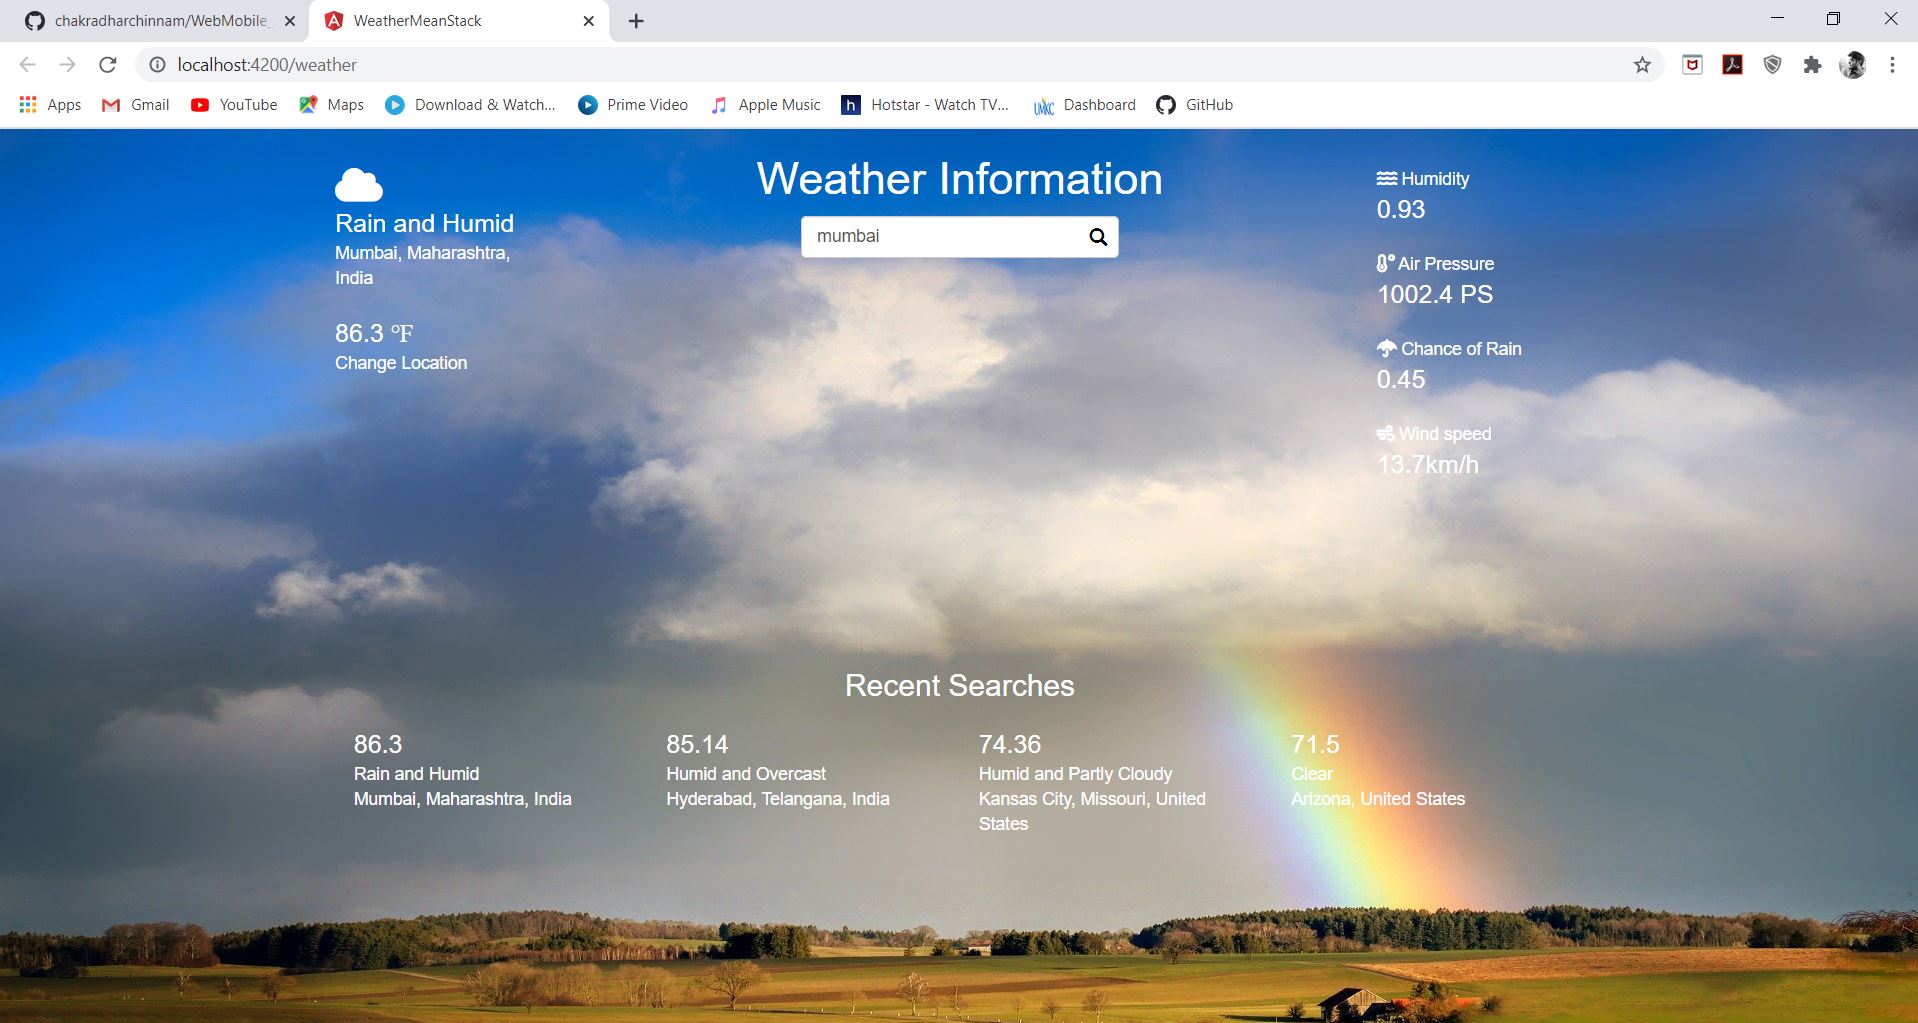 chakradharchinnam/WebMobile_
WeatherMeanStack
localhost:4200/weather
Apps
Gmail
YouTube
Maps
Download & Watch...
Prime Video
Apple Music
h
Hotstar - Watch TV...
UMKC
Dashboard
GitHub
Weather Information
mumbai
Rain and Humid
Mumbai, Maharashtra,
India
86.3 °F
Change Location
Humidity
0.93
Air Pressure
1002.4 PS
Chance of Rain
0.45
Wind speed
13.7km/h
Recent Searches
86.3
Rain and Humid
Mumbai, Maharashtra, India
85.14
Humid and Overcast
Hyderabad, Telangana, India
74.36
Humid and Partly Cloudy
Kansas City, Missouri, United
States
71.5
Clear
Arizona, United States